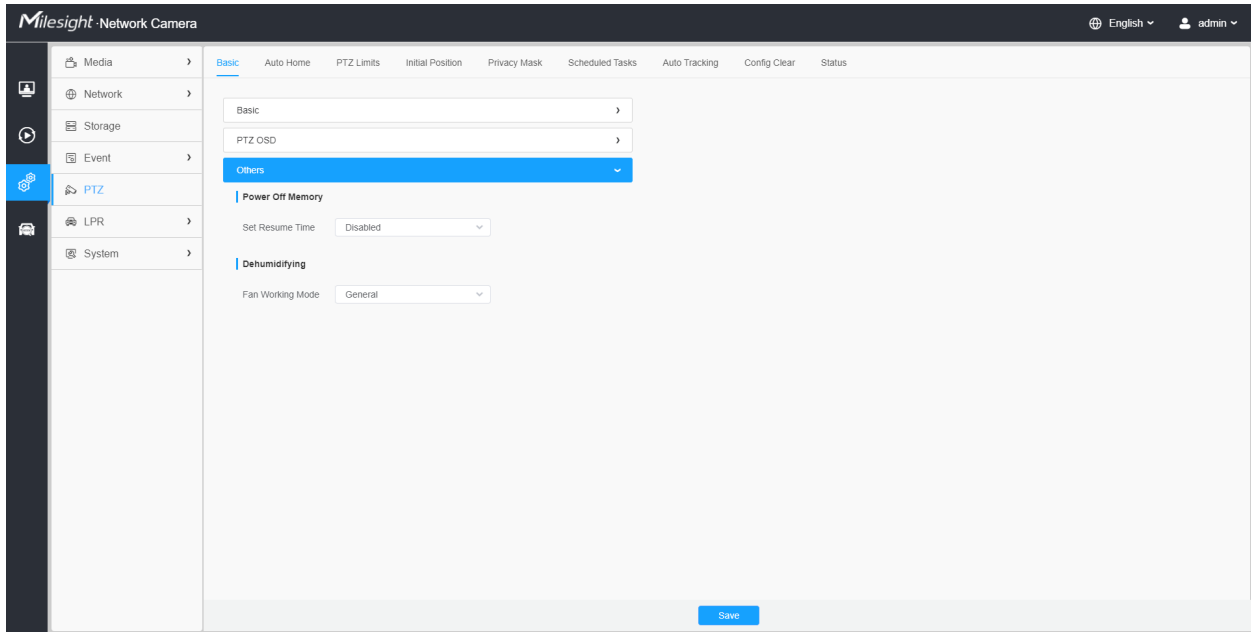 Milesight · Network Camera
English
admin
Media
Network
Storage
Event
PTZ
LPR
System
Basic Auto Home PTZ Limits Initial Position Privacy Mask Scheduled Tasks Auto Tracking Config Clear Status
Basic
PTZ OSD
Others
Power Off Memory
Set Resume Time Disabled
Dehumidifying
Fan Working Mode General
Save